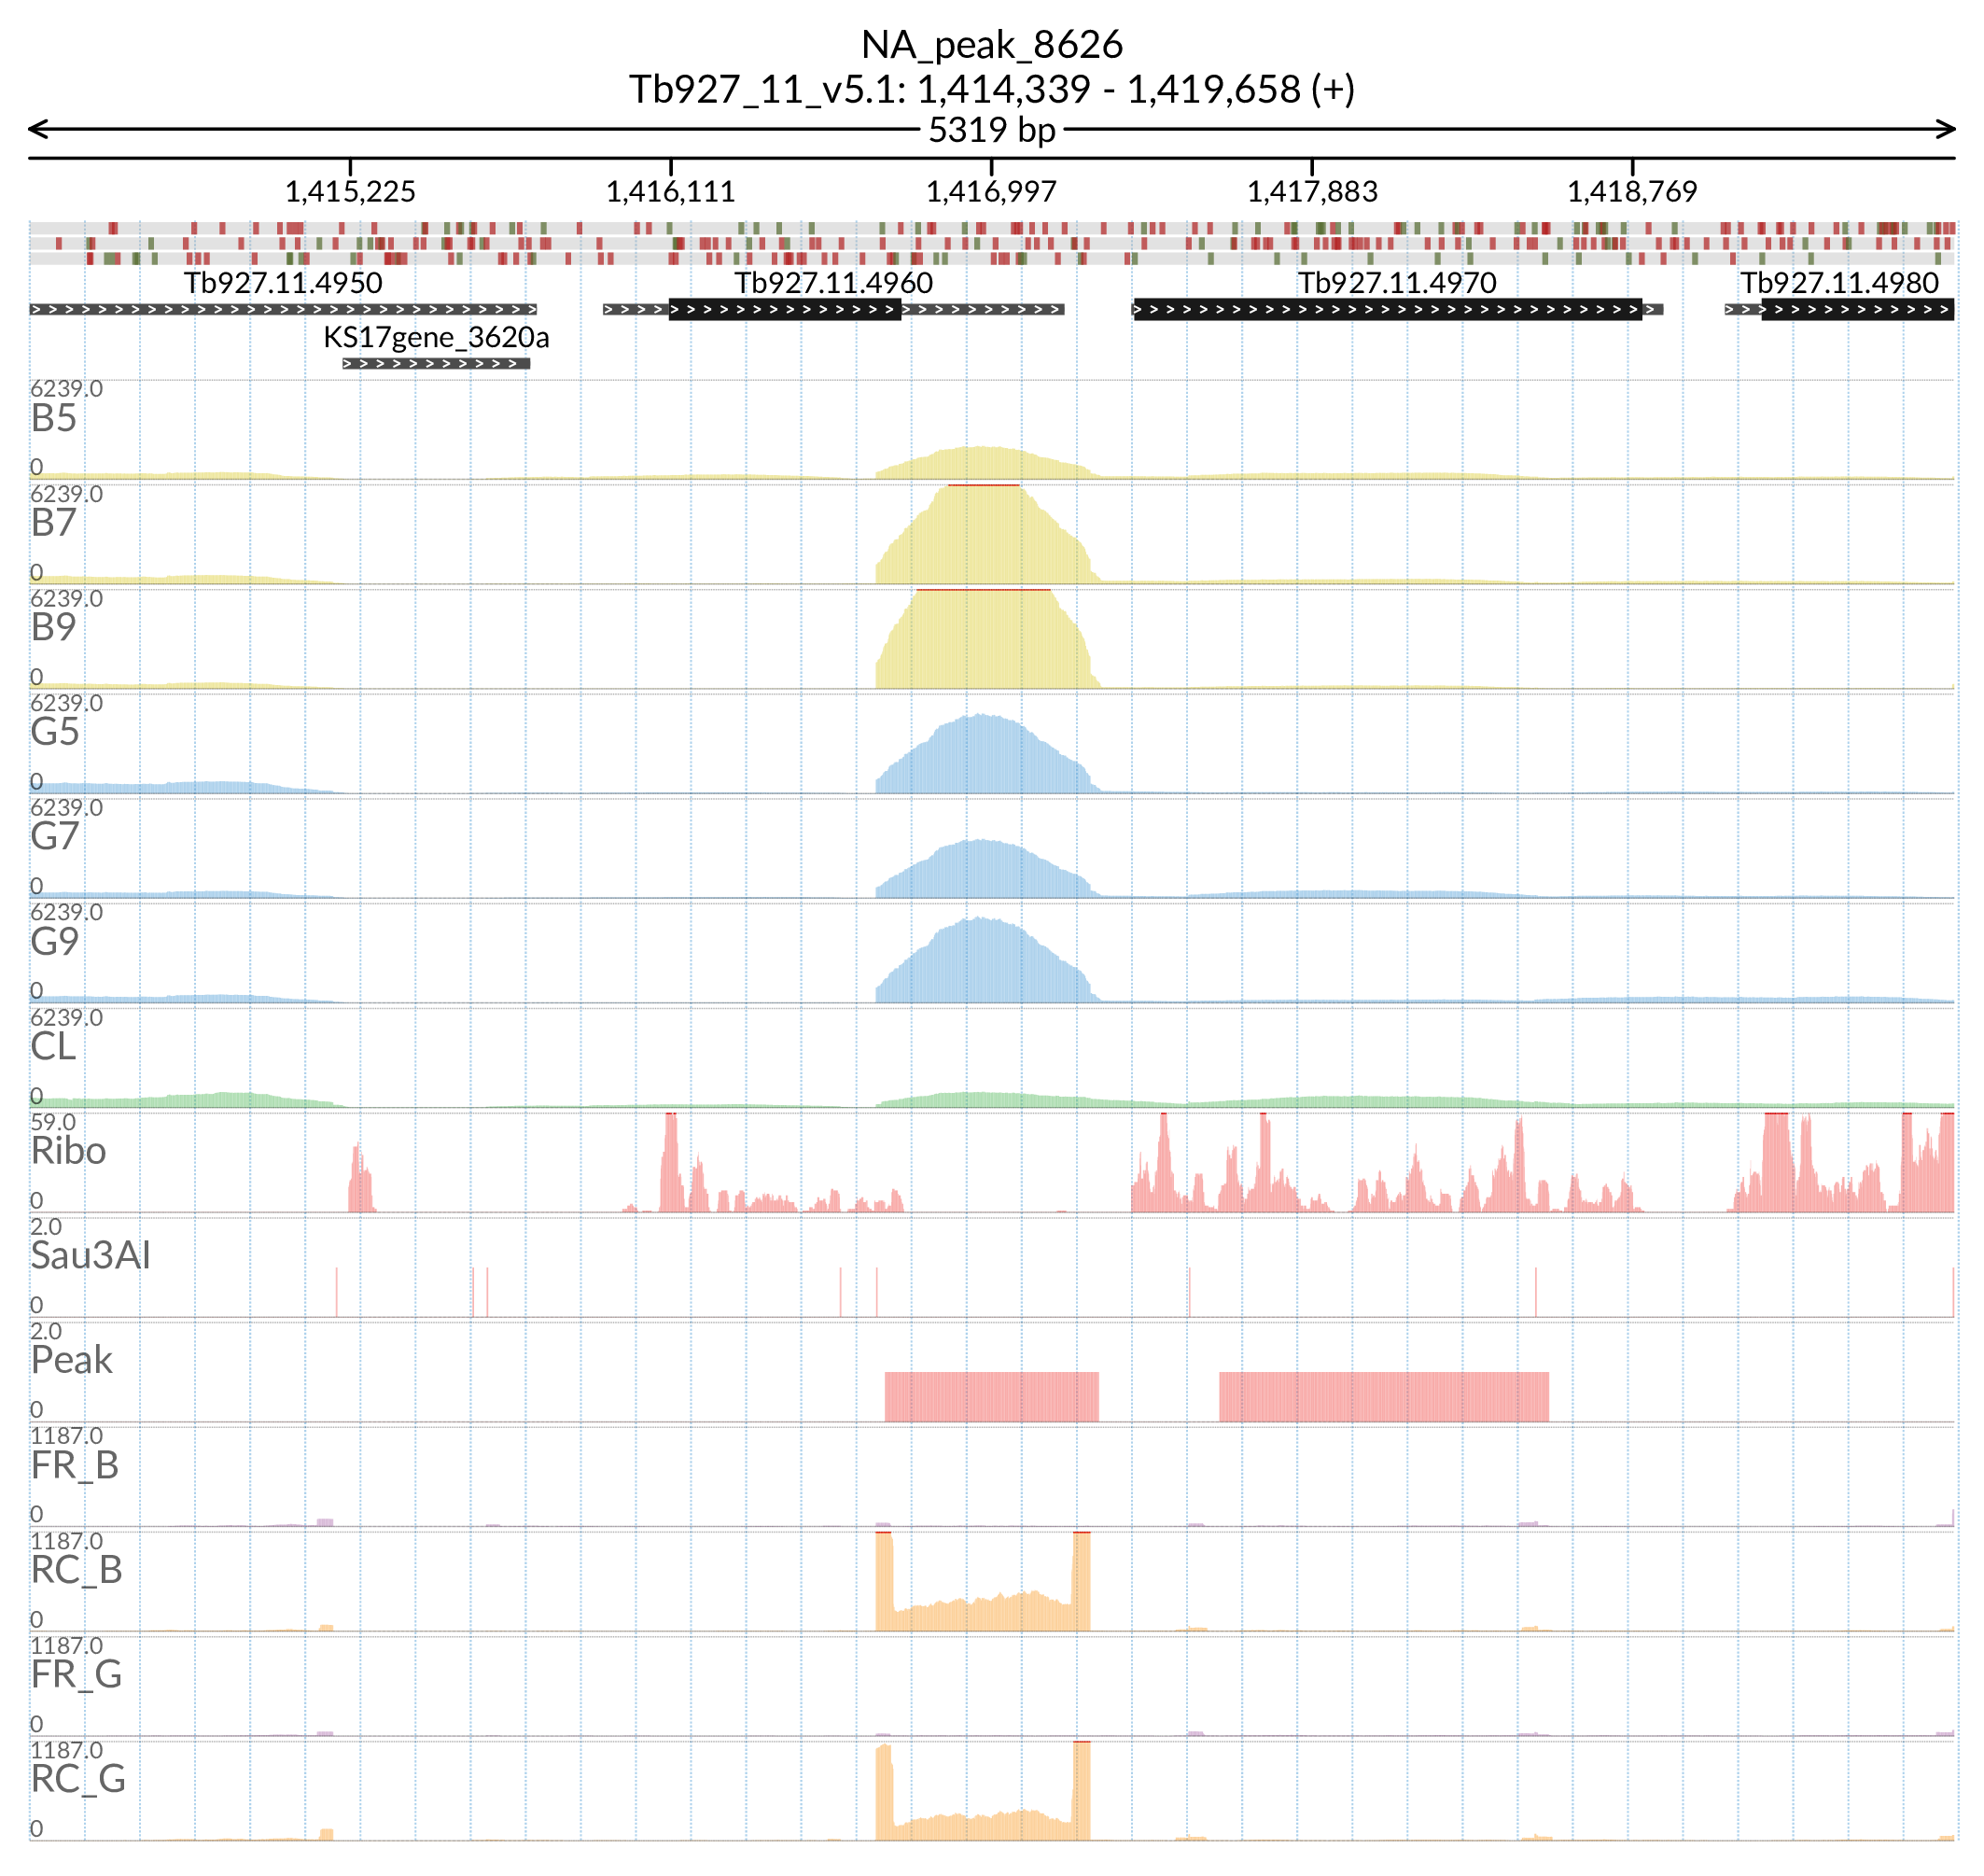 NA_peak_8626
Tb927_11_v5.1: 1,414,339 - 1,419,658 (+)
5319 bp
1,415,225 1,416,111 1,416,997 1,417,883 1,418,769
Tb927.11.4950 Tb927.11.4960 Tb927.11.4970 Tb927.11.4980
KS17gene_3620a
6239.0
B5
0
6239.0
B7
0
6239.0
B9
0
6239.0
G5
0
6239.0
G7
0
6239.0
G9
0
6239.0
CL
0
59.0
Ribo
0
2.0
Sau3AI
0
2.0
Peak
0
1187.0
FR_B
0
1187.0
RC_B
0
1187.0
FR_G
0
1187.0
RC_G
0